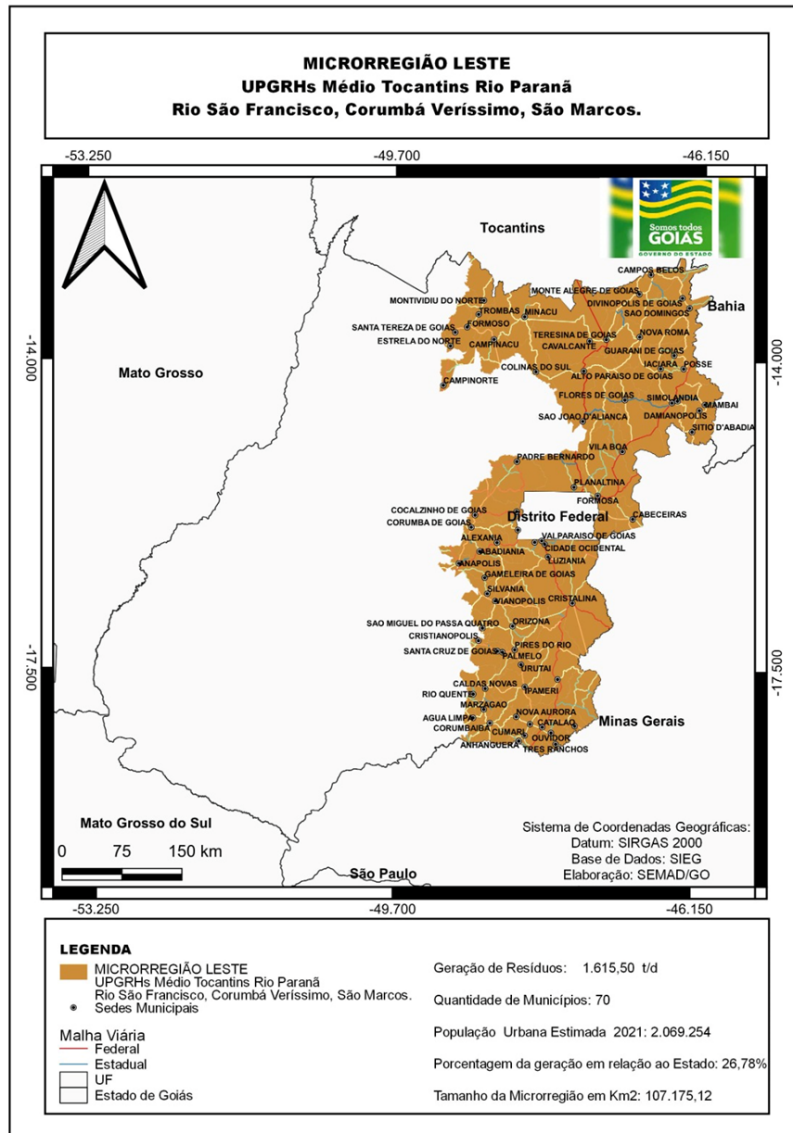 MICRORREGIÃO LESTE
UPGRHs Médio Tocantins Rio Paranã
Rio São Francisco, Corumbá Veríssimo, São Marcos.
-53.250
-49.700
-46.150
Somos todos
GOIÁS
GOVERNO DO ESTADO
Tocantins
CAMPOS BELOS
MONTE ALEGRE DE GOIAS
MONTIVIDIU DO NORTE
DIVINOPOLIS DE GOIAS
Bahia
TROMBAS
MINACU
SAO DOMINGOS
SANTA TEREZA DE GOIAS
FORMOSO
TERESINA DE GOIAS
NOVA ROMA
ESTRELA DO NORTE
CAMPINACU
CAVALCANTE
GUARANI DE GOIAS
-14.000
-14.000
COLINAS DO SUL
IACIARA
POSSE
Mato Grosso
ALTO PARAISO DE GOIAS
CAMPINORTE
FLORES DE GOIAS
SIMOLANDIA
MAMBAI
SAO JOAO D'ALIANCA
DAMIANOPOLIS
SITIO D'ABADIA
VILA BOA
PADRE BERNARDO
PLANALTINA
FORMOSA
COCALZINHO DE GOIAS
Distrito Federal
CABECEIRAS
CORUMBA DE GOIAS
ALEXANIA
VALPARAISO DE GOIAS
ABADIANIA
CIDADE OCIDENTAL
ANAPOLIS
LUZIANIA
GAMELEIRA DE GOIAS
SILVANIA
VIANOPOLIS
CRISTALINA
SAO MIGUEL DO PASSA QUATRO
ORIZONA
CRISTIANOPOLIS
SANTA CRUZ DE GOIAS
PIRES DO RIO
PALMELO
URUTAI
-17.500
-17.500
CALDAS NOVAS
RIO QUENTE
IPAMERI
MARZAGAO
AGUA LIMPA
NOVA AURORA
Minas Gerais
CORUMBAIBA
CATALAO
CUMARI
OUVIDOR
ANHANGUERA
TRES RANCHOS
Mato Grosso do Sul
0 75 150 km
São Paulo
Sistema de Coordenadas Geográficas:
Datum: SIRGAS 2000
Base de Dados: SIEG
Elaboração: SEMAD/GO
-53.250
-49.700
-46.150
LEGENDA
MICRORREGIÃO LESTE
UPGRHs Médio Tocantins Rio Paranã
Rio São Francisco, Corumbá Veríssimo, São Marcos.
Sedes Municipais
Malha Viária
Federal
Estadual
UF
Estado de Goiás
Geração de Resíduos: 1.615,50 t/d
Quantidade de Municípios: 70
População Urbana Estimada 2021: 2.069.254
Porcentagem da geração em relação ao Estado: 26,78%
Tamanho da Microrregião em Km2: 107.175,12